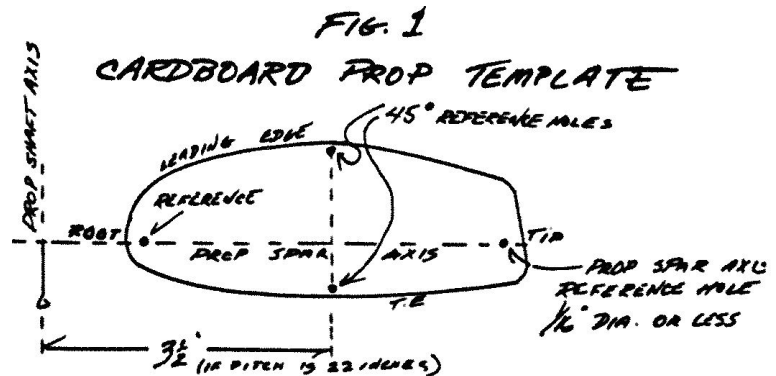 FIG. 1
CARDBOARD PROP TEMPLATE
PROP SHAFT AXIS
45° REFERENCE HOLES
LEADING EDGE
REFERENCE
ROOT
PROP SPAR AXIS
TIP
PROP SPAR AXIS
REFERENCE HOLE
1/16" DIA. OR LESS
T.E
3 1/2" (IF PITCH IS 22 INCHES)